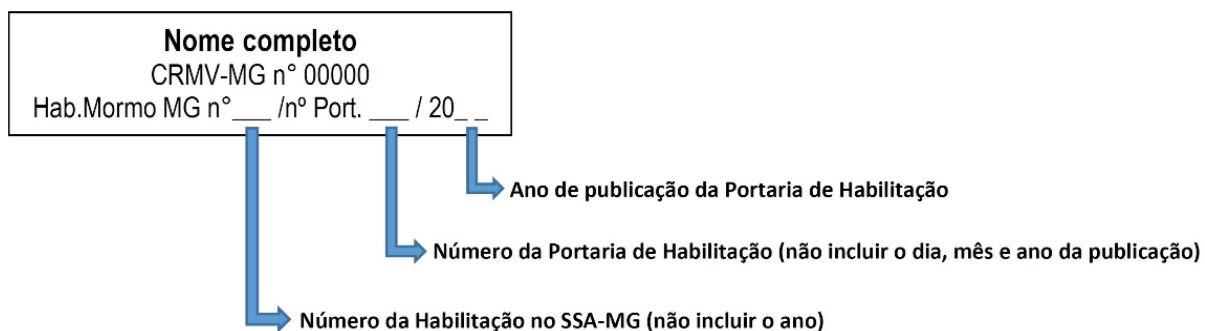 Nome completo
CRMV-MG n° 00000
Hab.Mormo MG n°___ /nº Port. ___ / 20_ _
Ano de publicação da Portaria de Habilitação
Número da Portaria de Habilitação (não incluir o dia, mês e ano da publicação)
Número da Habilitação no SSA-MG (não incluir o ano)